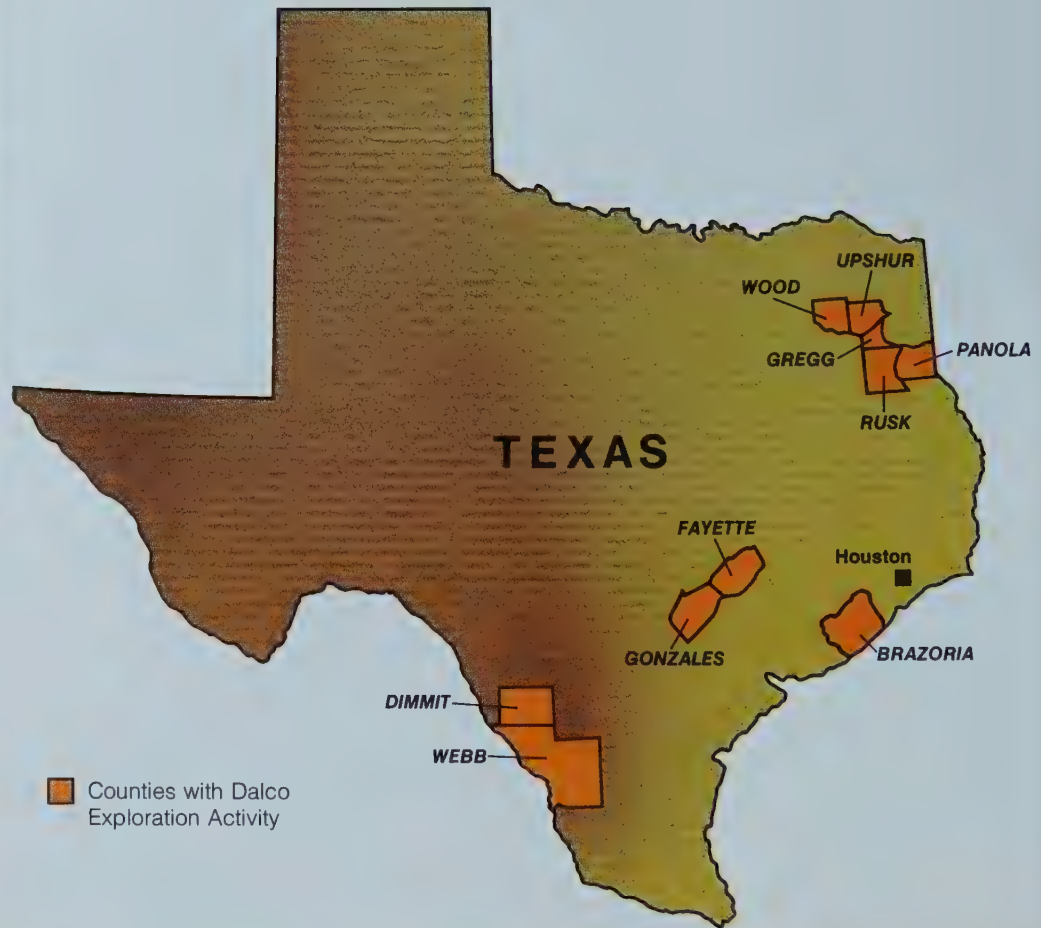 UPSHUR
WOOD
GREGG
PANOLA
RUSK
TEXAS
FAYETTE
Houston
GONZALES
BRAZORIA
DIMMIT
WEBB
Counties with Dalco
Exploration Activity